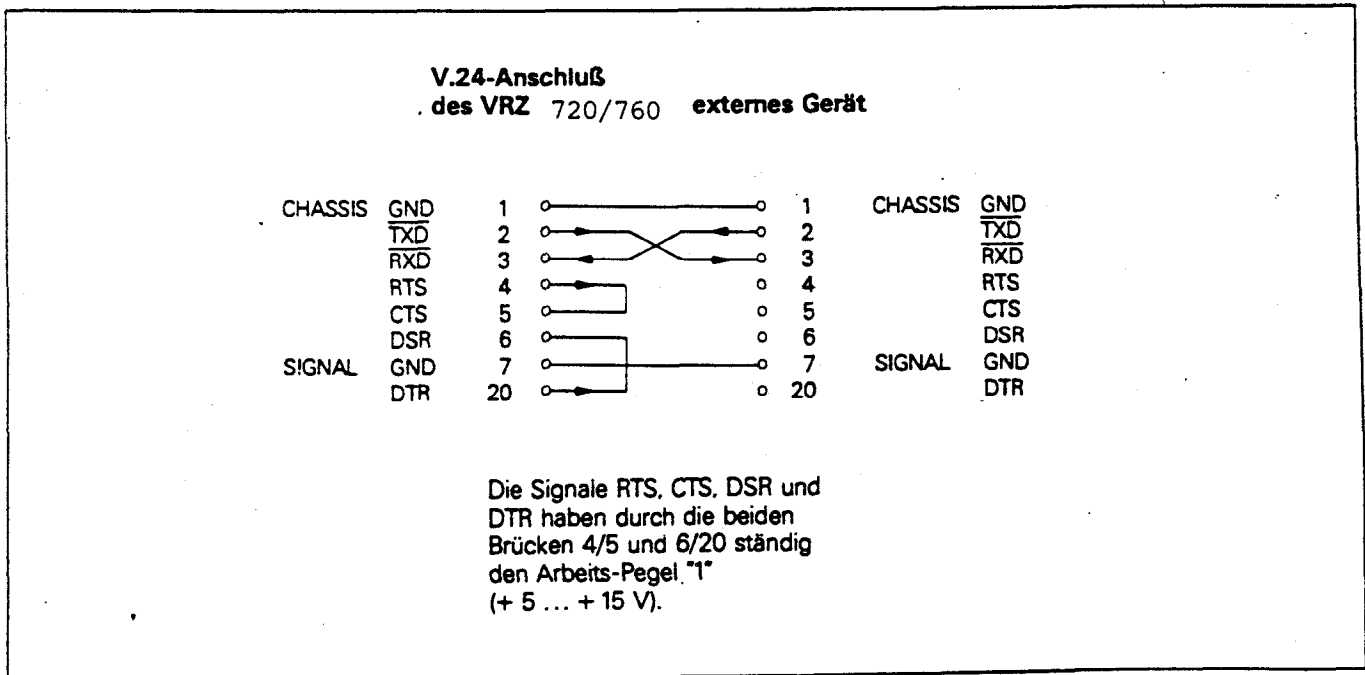 V.24-Anschluß
des VRZ 720/760 externes Gerät
CHASSIS GND 1 1 CHASSIS GND
TXD 2 2 TXD
RXD 3 3 RXD
RTS 4 4 RTS
CTS 5 5 CTS
DSR 6 6 DSR
SIGNAL GND 7 7 SIGNAL GND
DTR 20 20 DTR
Die Signale RTS, CTS, DSR und
DTR haben durch die beiden
Brücken 4/5 und 6/20 ständig
den Arbeits-Pegel "1"
(+ 5 ... + 15 V).